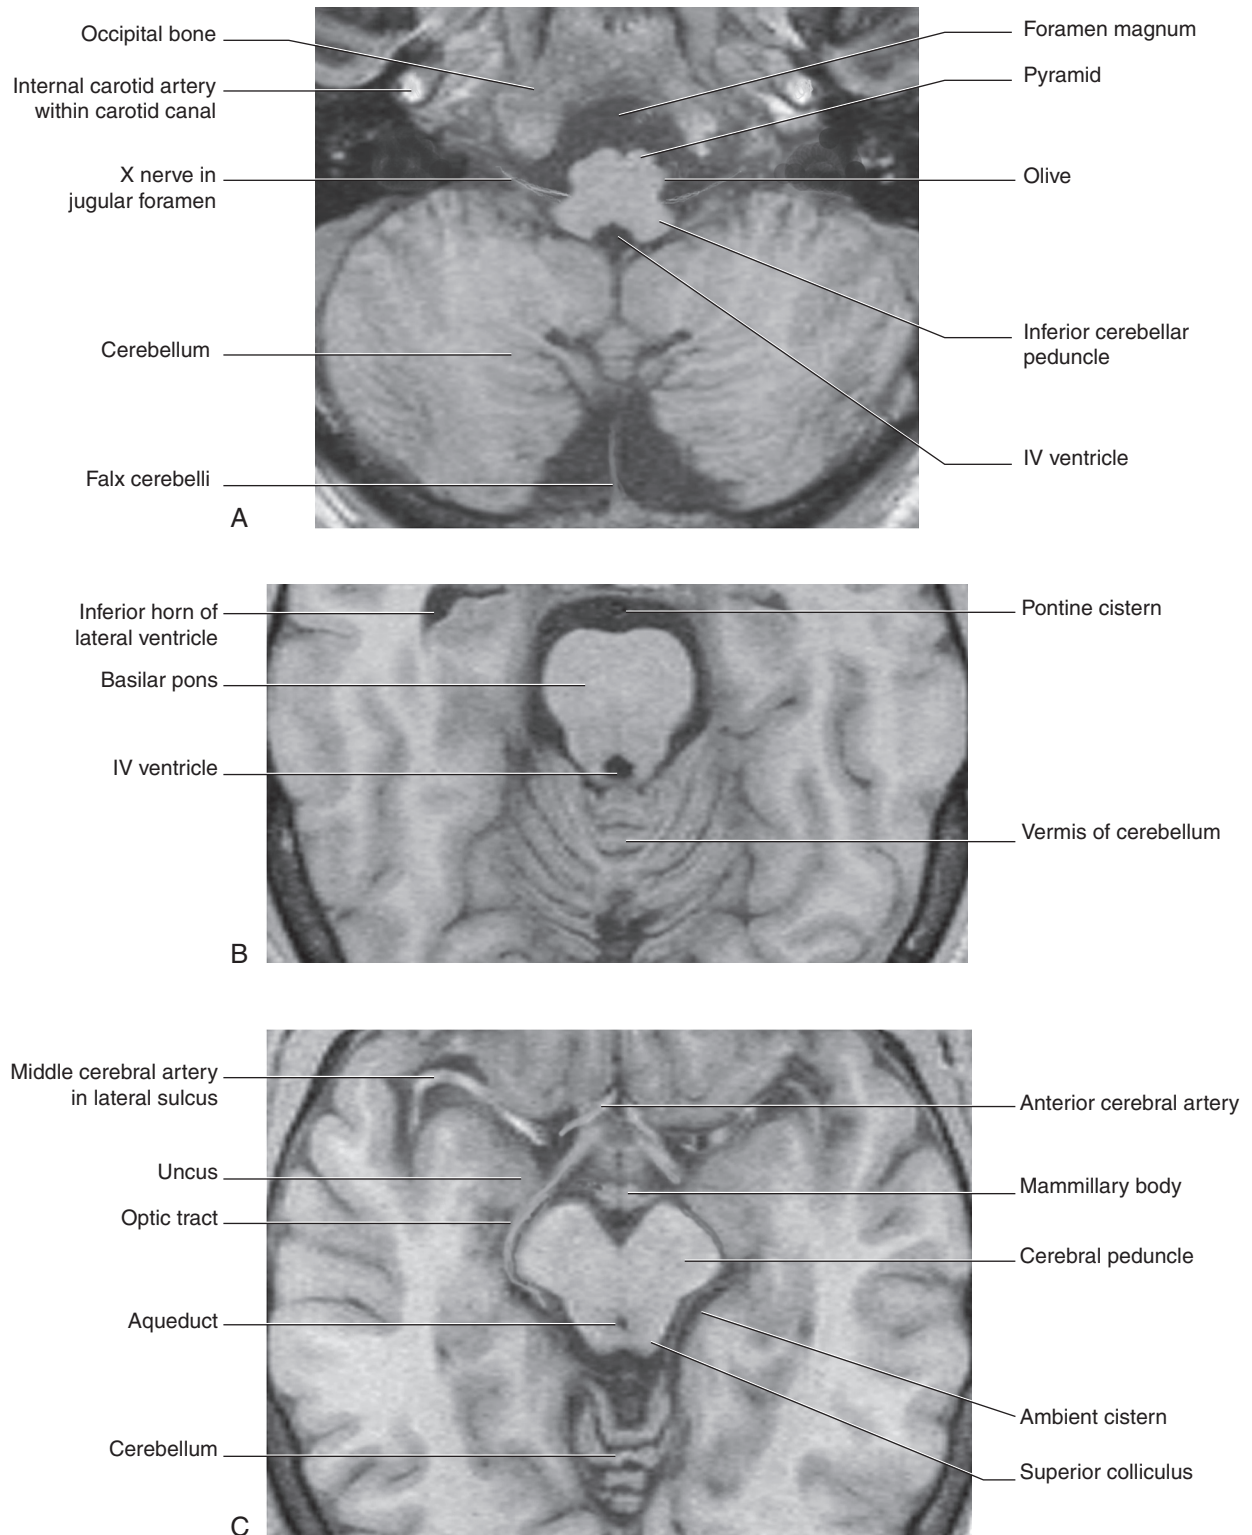 Occipital bone
Internal carotid artery
within carotid canal
X nerve in
jugular foramen
Cerebellum
Falx cerebelli
A
Foramen magnum
Pyramid
Olive
Inferior cerebellar
peduncle
IV ventricle
Inferior horn of
lateral ventricle
Basilar pons
IV ventricle
B
Pontine cistern
Vermis of cerebellum
Middle cerebral artery
in lateral sulcus
Uncus
Optic tract
Aqueduct
Cerebellum
C
Anterior cerebral artery
Mammillary body
Cerebral peduncle
Ambient cistern
Superior colliculus